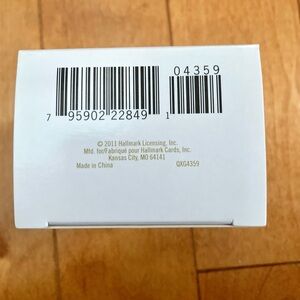 04359
7 95902 22849 1
© 2011 Hallmark Licensing, Inc.
Mfd. for/Fabriqué pour Hallmark Cards, Inc.
Kansas City, MO 64141
Made in China QXG4359